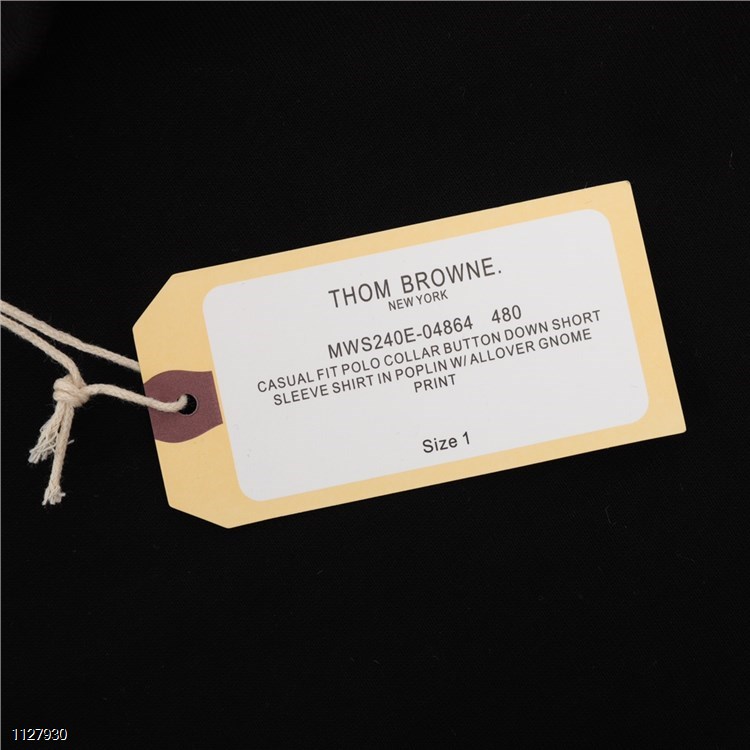 THOM BROWNE.
NEW YORK
MWS240E-04864 480
CASUAL FIT POLO COLLAR BUTTON DOWN SHORT
SLEEVE SHIRT IN POPLIN W/ ALLOVER GNOME
PRINT
Size 1
1127930